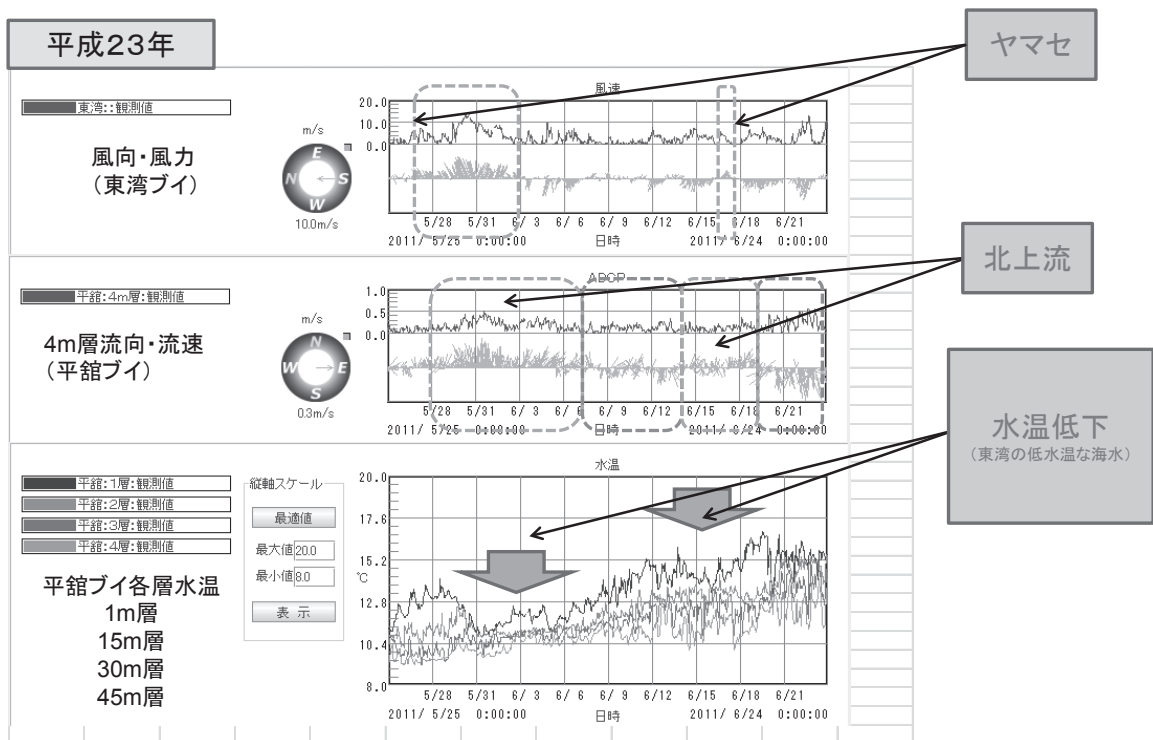 平成23年
ヤマセ
東湾::観測値
風向・風力
（東湾ブイ）
m/s
E
N
S
W
10.0m/s
風速
20.0
10.0
0.0
5/28 5/31 6/ 3 6/ 6 6/ 9 6/12 6/15 6/18 6/21
2011/ 5/25 0:00:00 日時 2011/ 6/24 0:00:00
北上流
平舘:4m層:観測値
4m層流向・流速
（平舘ブイ）
m/s
N
W
E
S
0.3m/s
ADCP
1.0
0.5
0.0
5/28 5/31 6/ 3 6/ 6 6/ 9 6/12 6/15 6/18 6/21
2011/ 5/25 0:00:00 日時 2011/ 6/24 0:00:00
水温低下
（東湾の低水温な海水）
平舘:1層:観測値
平舘:2層:観測値
平舘:3層:観測値
平舘:4層:観測値
平舘ブイ各層水温
1m層
15m層
30m層
45m層
縦軸スケール
最適値
最大値 20.0
最小値 8.0
表 示
水温
20.0
17.6
15.2
℃
12.8
10.4
8.0
5/28 5/31 6/ 3 6/ 6 6/ 9 6/12 6/15 6/18 6/21
2011/ 5/25 0:00:00 日時 2011/ 6/24 0:00:00